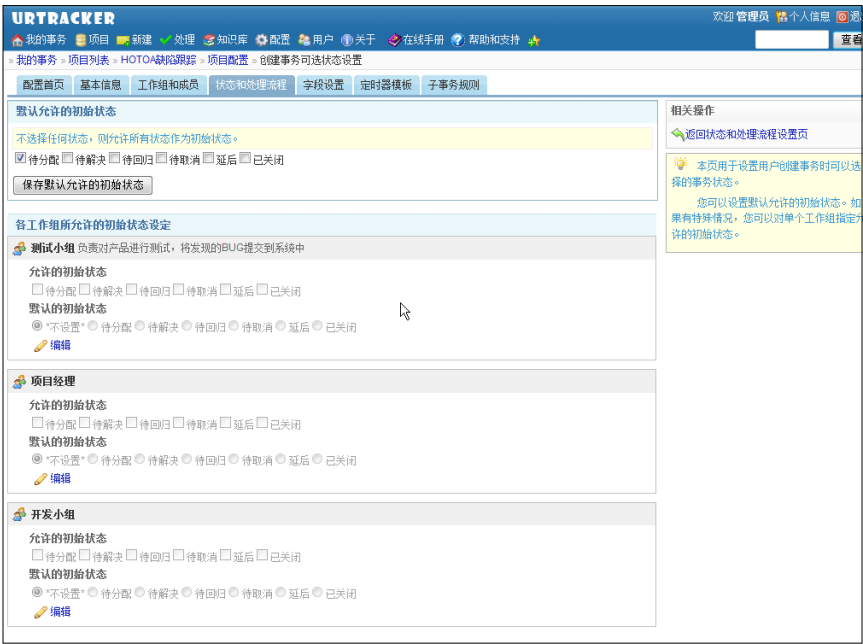 URTRACKER
欢迎 管理员 个人信息 退
我的事务 项目 新建 处理 知识库 配置 用户 关于 在线手册 帮助和支持
查看
» 我的事务 » 项目列表 » HOTOA缺陷跟踪 » 项目配置 » 创建事务可选状态设置
配置首页 基本信息 工作组和成员 状态和处理流程 字段设置 定时器模板 子事务规则
默认允许的初始状态
不选择任何状态，则允许所有状态作为初始状态。
待分配 待解决 待回归 待取消 延后 已关闭
保存默认允许的初始状态
各工作组所允许的初始状态设定
测试小组 负责对产品进行测试，将发现的BUG提交到系统中
允许的初始状态
待分配 待解决 待回归 待取消 延后 已关闭
默认的初始状态
*不设置* 待分配 待解决 待回归 待取消 延后 已关闭
编辑
项目经理
允许的初始状态
待分配 待解决 待回归 待取消 延后 已关闭
默认的初始状态
*不设置* 待分配 待解决 待回归 待取消 延后 已关闭
编辑
开发小组
允许的初始状态
待分配 待解决 待回归 待取消 延后 已关闭
默认的初始状态
*不设置* 待分配 待解决 待回归 待取消 延后 已关闭
编辑
相关操作
返回状态和处理流程设置页
本页用于设置用户创建事务时可以选
择的事务状态。
您可以设置默认允许的初始状态。如
果有特殊情况，您可以对单个工作组指定允
许的初始状态。